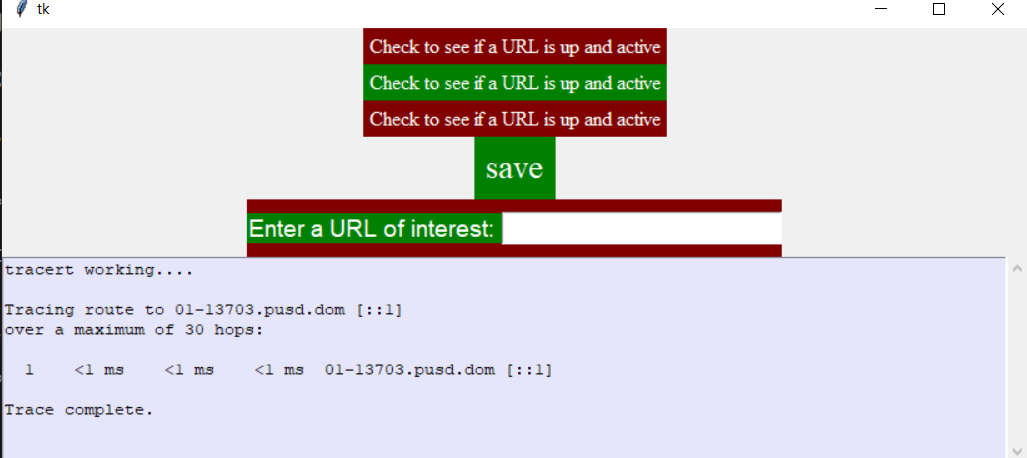 tk
Check to see if a URL is up and active
Check to see if a URL is up and active
Check to see if a URL is up and active
save
Enter a URL of interest:
tracert working....
Tracing route to 01-13703.pusd.dom [::1]
over a maximum of 30 hops:
1 <1 ms <1 ms <1 ms 01-13703.pusd.dom [::1]
Trace complete.